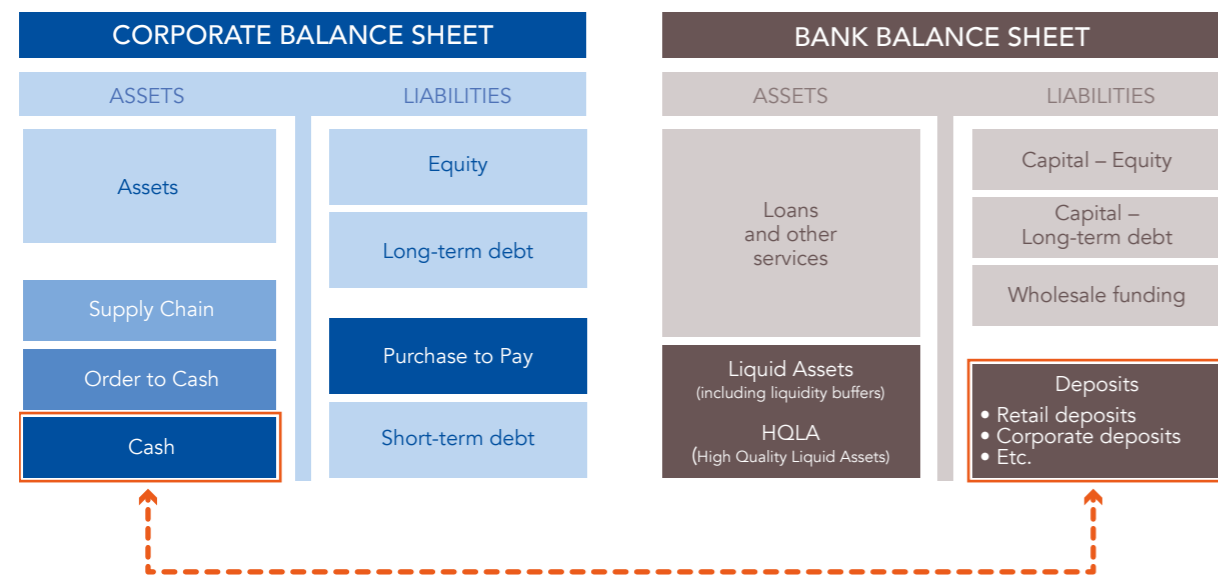 CORPORATE BALANCE SHEET
ASSETS
LIABILITIES
Assets
Supply Chain
Order to Cash
Cash
Equity
Long-term debt
Purchase to Pay
Short-term debt
BANK BALANCE SHEET
ASSETS
LIABILITIES
Loans
and other
services
Liquid Assets
(including liquidity buffers)
HQLA
(High Quality Liquid Assets)
Capital – Equity
Capital –
Long-term debt
Wholesale funding
Deposits
• Retail deposits
• Corporate deposits
• Etc.